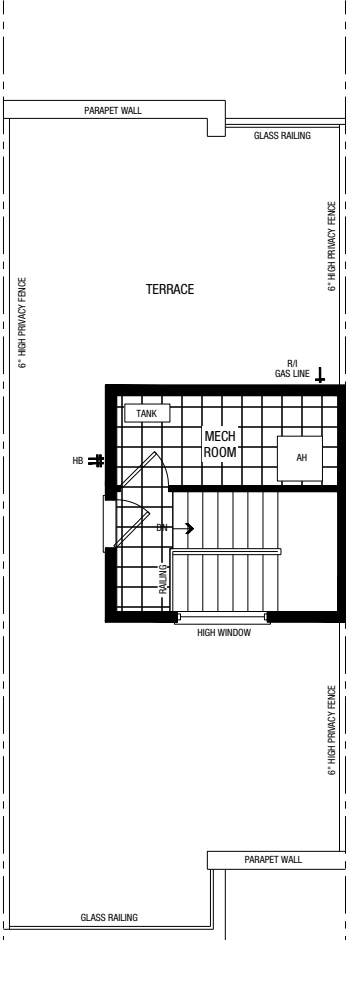 PARAPET WALL
GLASS RAILING
6" HIGH PRIVACY FENCE
6" HIGH PRIVACY FENCE
TERRACE
R/I
GAS LINE
TANK
MECH
ROOM
AH
HB
DN
RAILING
HIGH WINDOW
6" HIGH PRIVACY FENCE
PARAPET WALL
GLASS RAILING